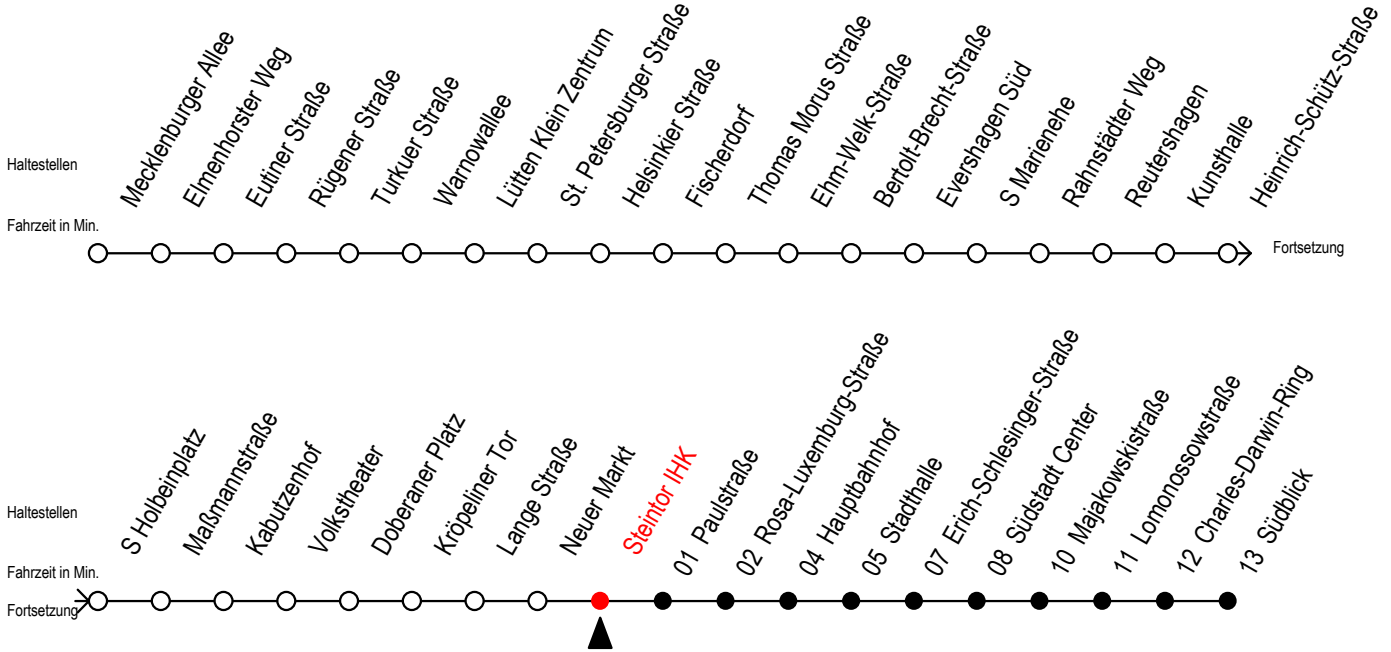 Haltestellen
Mecklenburger Allee
Elmenhorster Weg
Eutiner Straße
Rügener Straße
Turkuer Straße
Warnowallee
Lütten Klein Zentrum
St. Petersburger Straße
Helsinkier Straße
Fischerdorf
Thomas Morus Straße
Ehm-Welk-Straße
Bertolt-Brecht-Straße
Evershagen Süd
S Marienehe
Rahnstädter Weg
Reutershagen
Kunsthalle
Heinrich-Schütz-Straße
Fahrzeit in Min.
Fortsetzung
Haltestellen
S Holbeinplatz
Maßmannstraße
Kabutzenhof
Volkstheater
Doberaner Platz
Kröpeliner Tor
Lange Straße
Neuer Markt
Steintor IHK
01 Paulstraße
02 Rosa-Luxemburg-Straße
04 Hauptbahnhof
05 Stadthalle
07 Erich-Schlesinger-Straße
08 Südstadt Center
10 Majakowskistraße
11 Lomonossowstraße
12 Charles-Darwin-Ring
13 Südblick
Fahrzeit in Min.
Fortsetzung